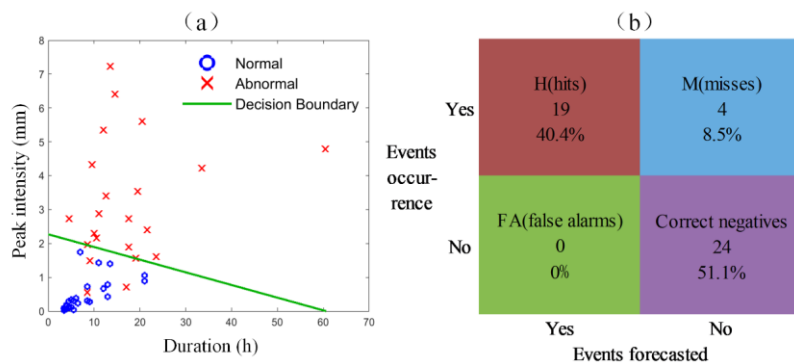 (a)
Peak intensity (mm)
8
7
6
5
4
3
2
1
0
Normal
Abnormal
Decision Boundary
0 10 20 30 40 50 60 70
Duration (h)
(b)
Events
occur-
rence
Yes
No
H(hits)
19
40.4%
M(misses)
4
8.5%
FA(false alarms)
0
0%
Correct negatives
24
51.1%
Yes No
Events forecasted